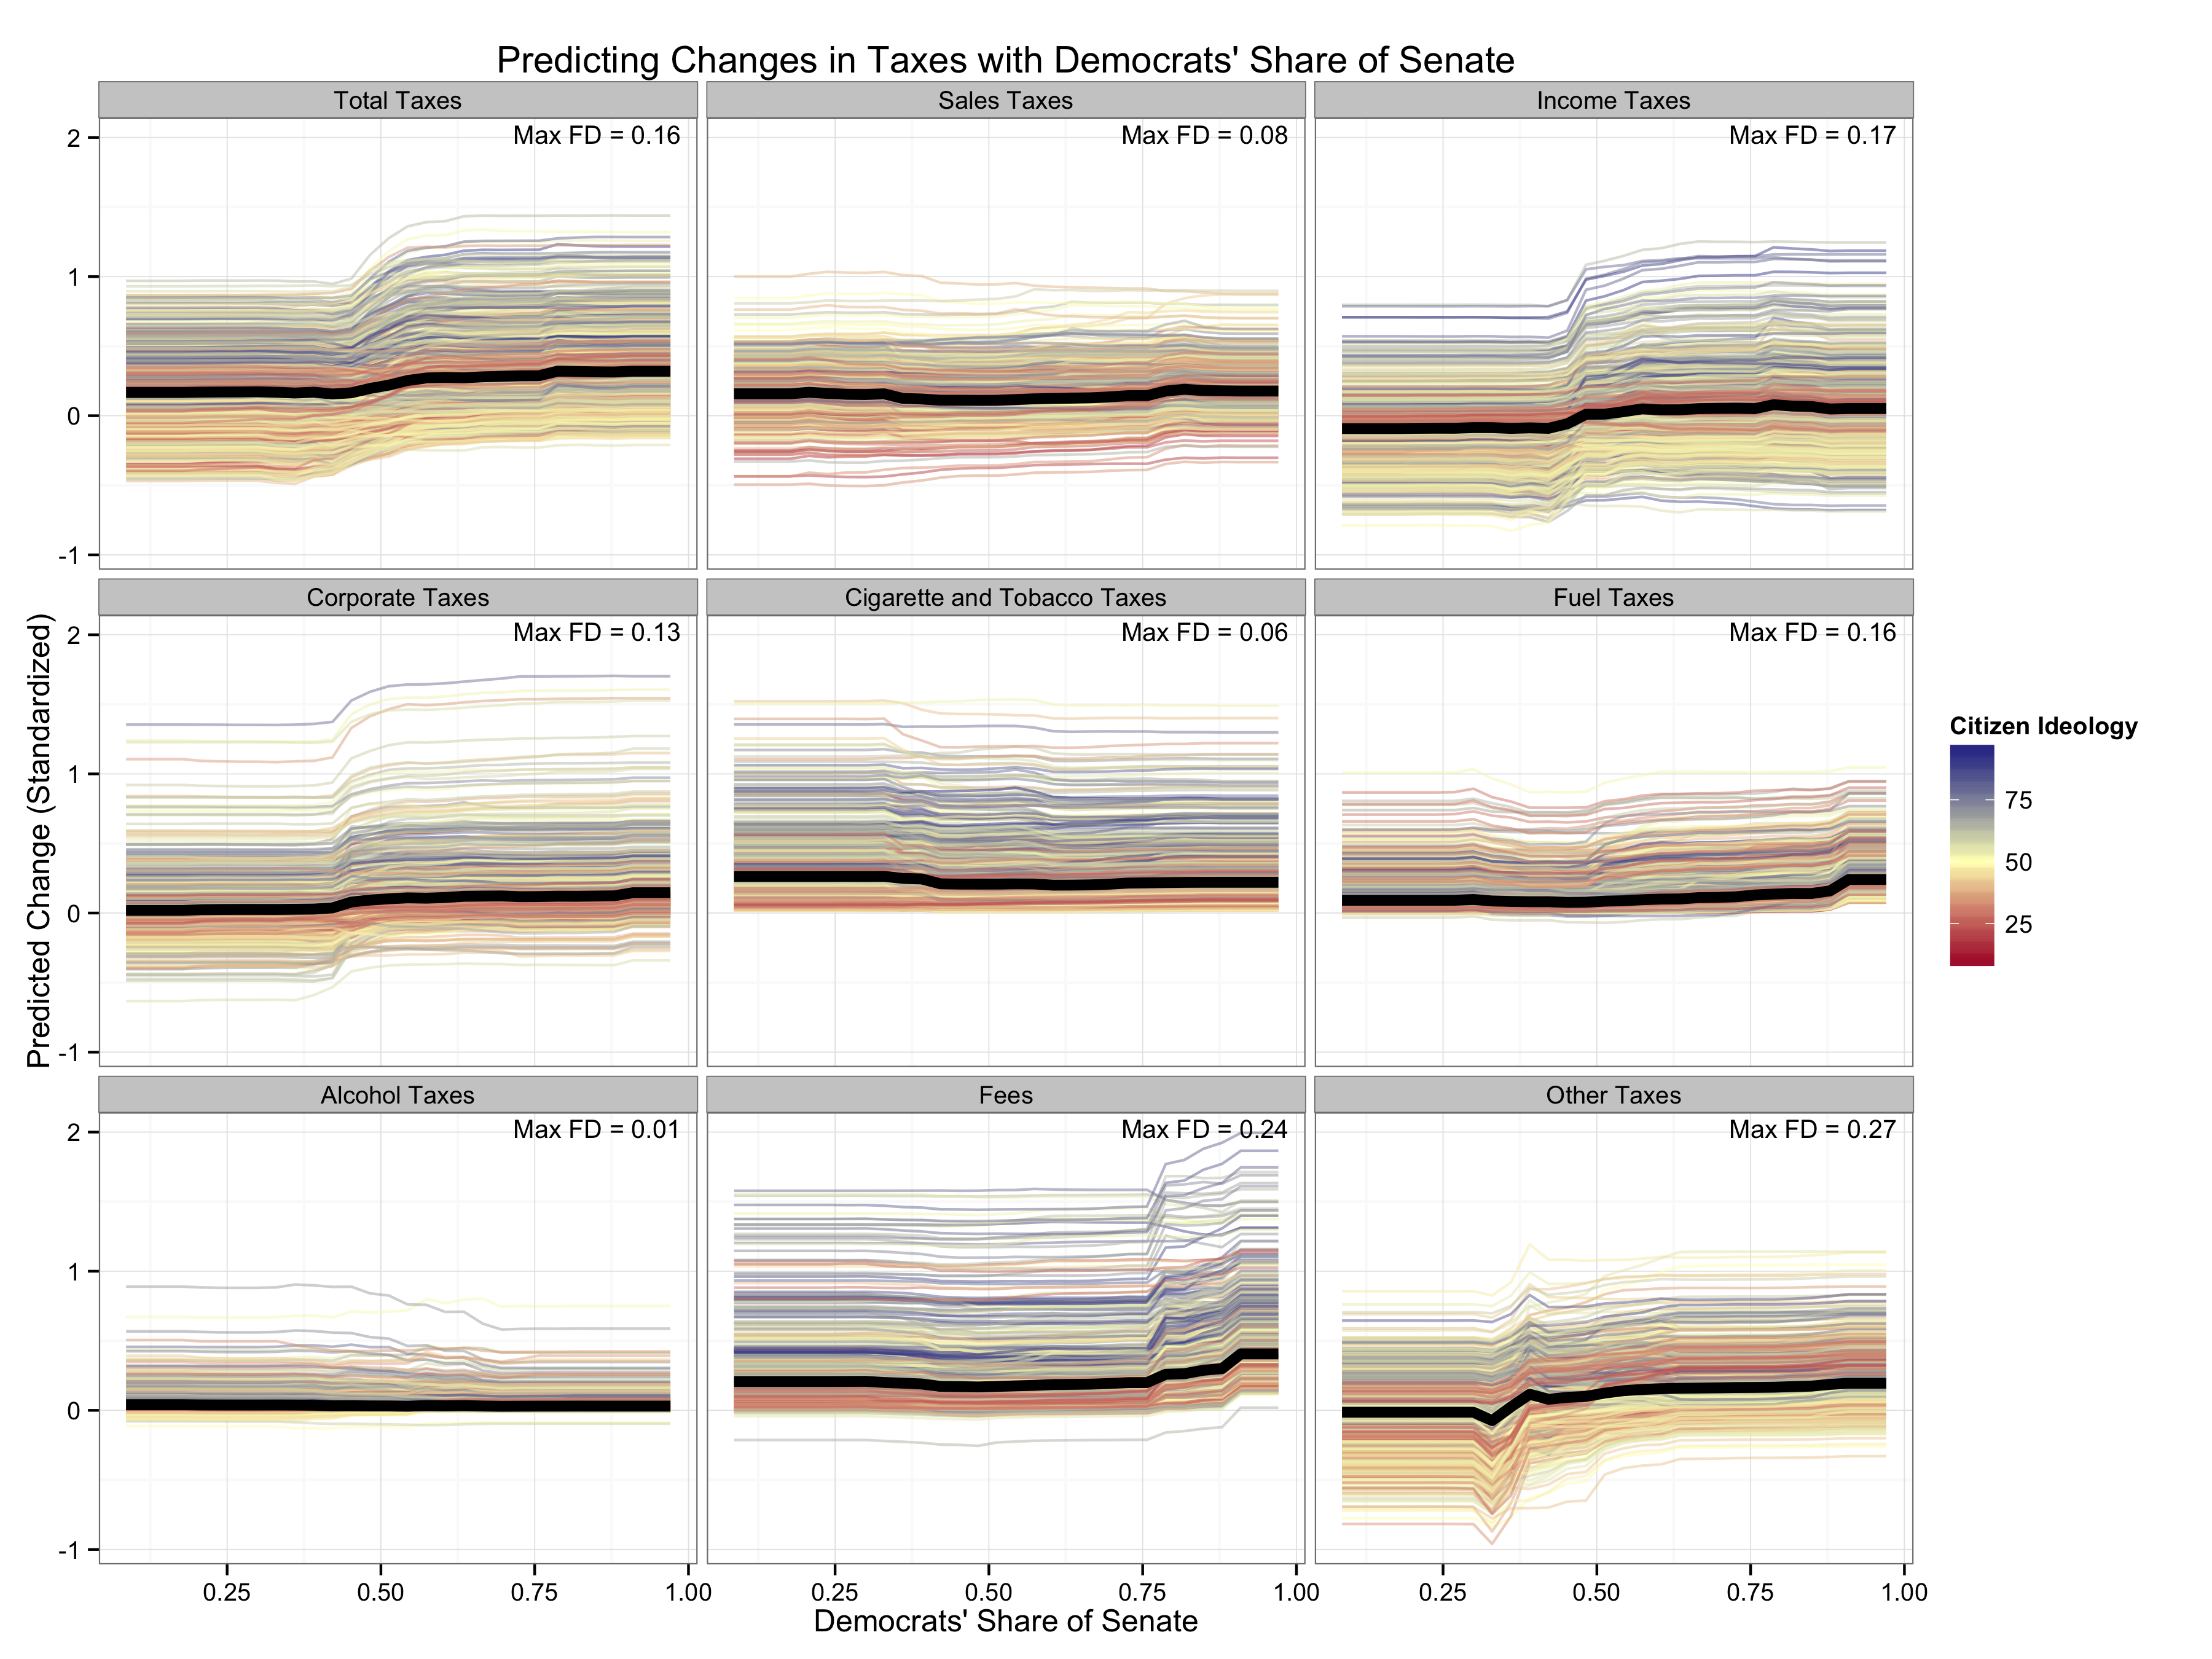 Predicting Changes in Taxes with Democrats' Share of Senate
Total Taxes
Sales Taxes
Income Taxes
Max FD = 0.16
Max FD = 0.08
Max FD = 0.17
2
1
0
-1
Corporate Taxes
Cigarette and Tobacco Taxes
Fuel Taxes
Max FD = 0.13
Max FD = 0.06
Max FD = 0.16
2
1
0
-1
Predicted Change (Standardized)
Citizen Ideology
75
50
25
Alcohol Taxes
Fees
Other Taxes
Max FD = 0.01
Max FD = 0.24
Max FD = 0.27
2
1
0
-1
0.25 0.50 0.75 1.00
0.25 0.50 0.75 1.00
0.25 0.50 0.75 1.00
Democrats' Share of Senate